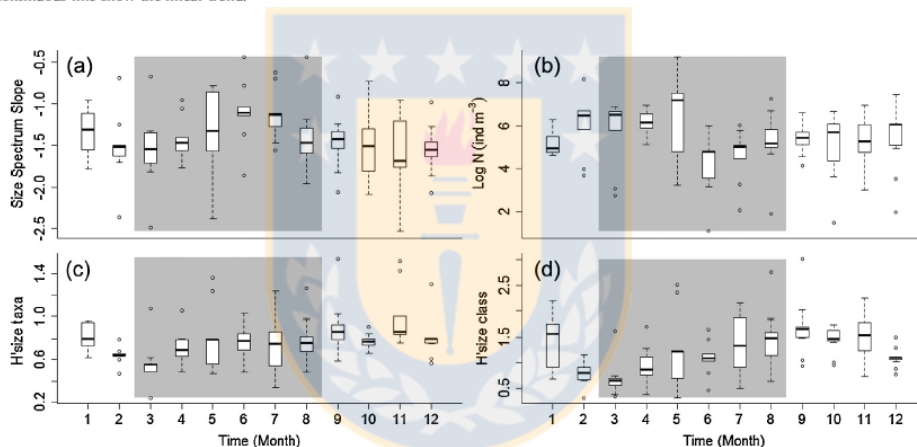 (a)
Size Spectrum Slope
-0.5
-1.0
-1.5
-2.0
-2.5
(b)
Log N (ind m⁻³)
8
6
4
2
(c)
H'size taxa
1.4
1.0
0.6
0.2
1 2 3 4 5 6 7 8 9 10 11 12
Time (Month)
(d)
H'size class
2.5
1.5
0.5
1 2 3 4 5 6 7 8 9 10 11 12
Time (Month)